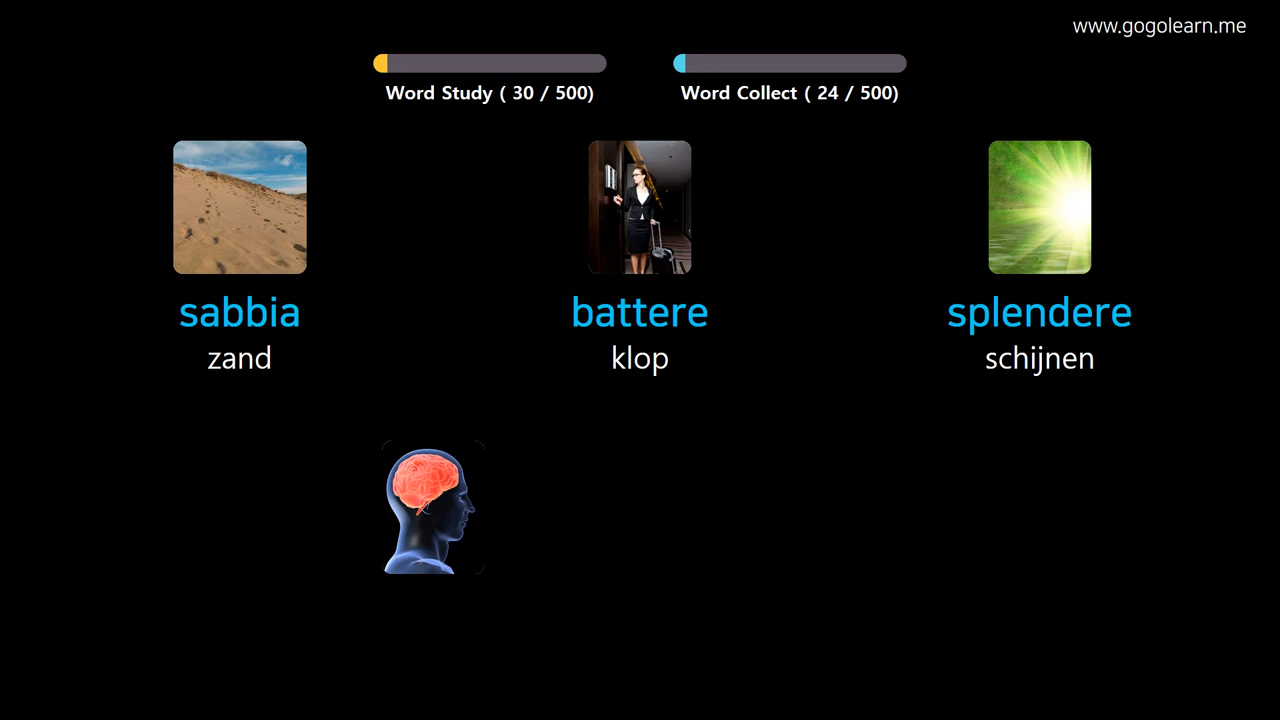 www.gogolearn.me
Word Study ( 30 / 500)
Word Collect ( 24 / 500)
sabbia
zand
battere
klop
splendere
schijnen